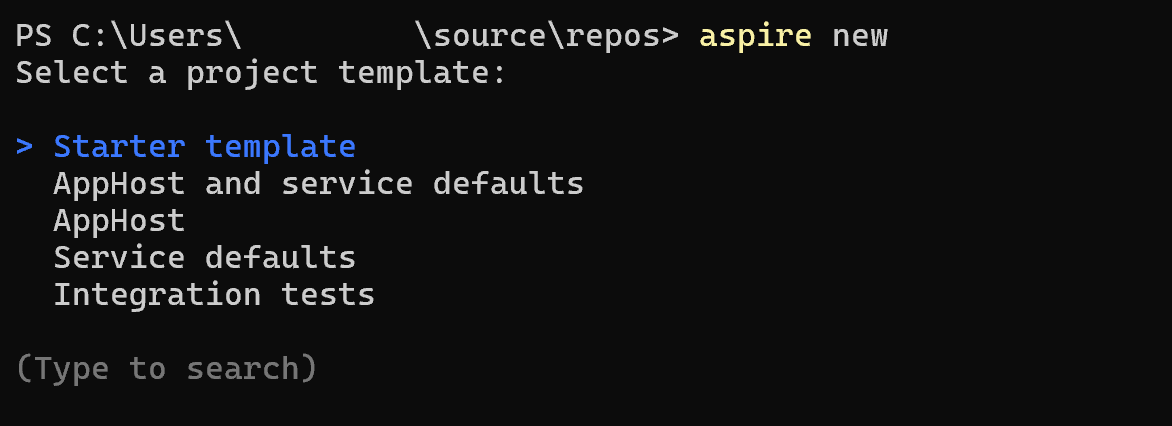 PS C:\Users\          \source\repos> aspire new
Select a project template:
> Starter template
AppHost and service defaults
AppHost
Service defaults
Integration tests
(Type to search)